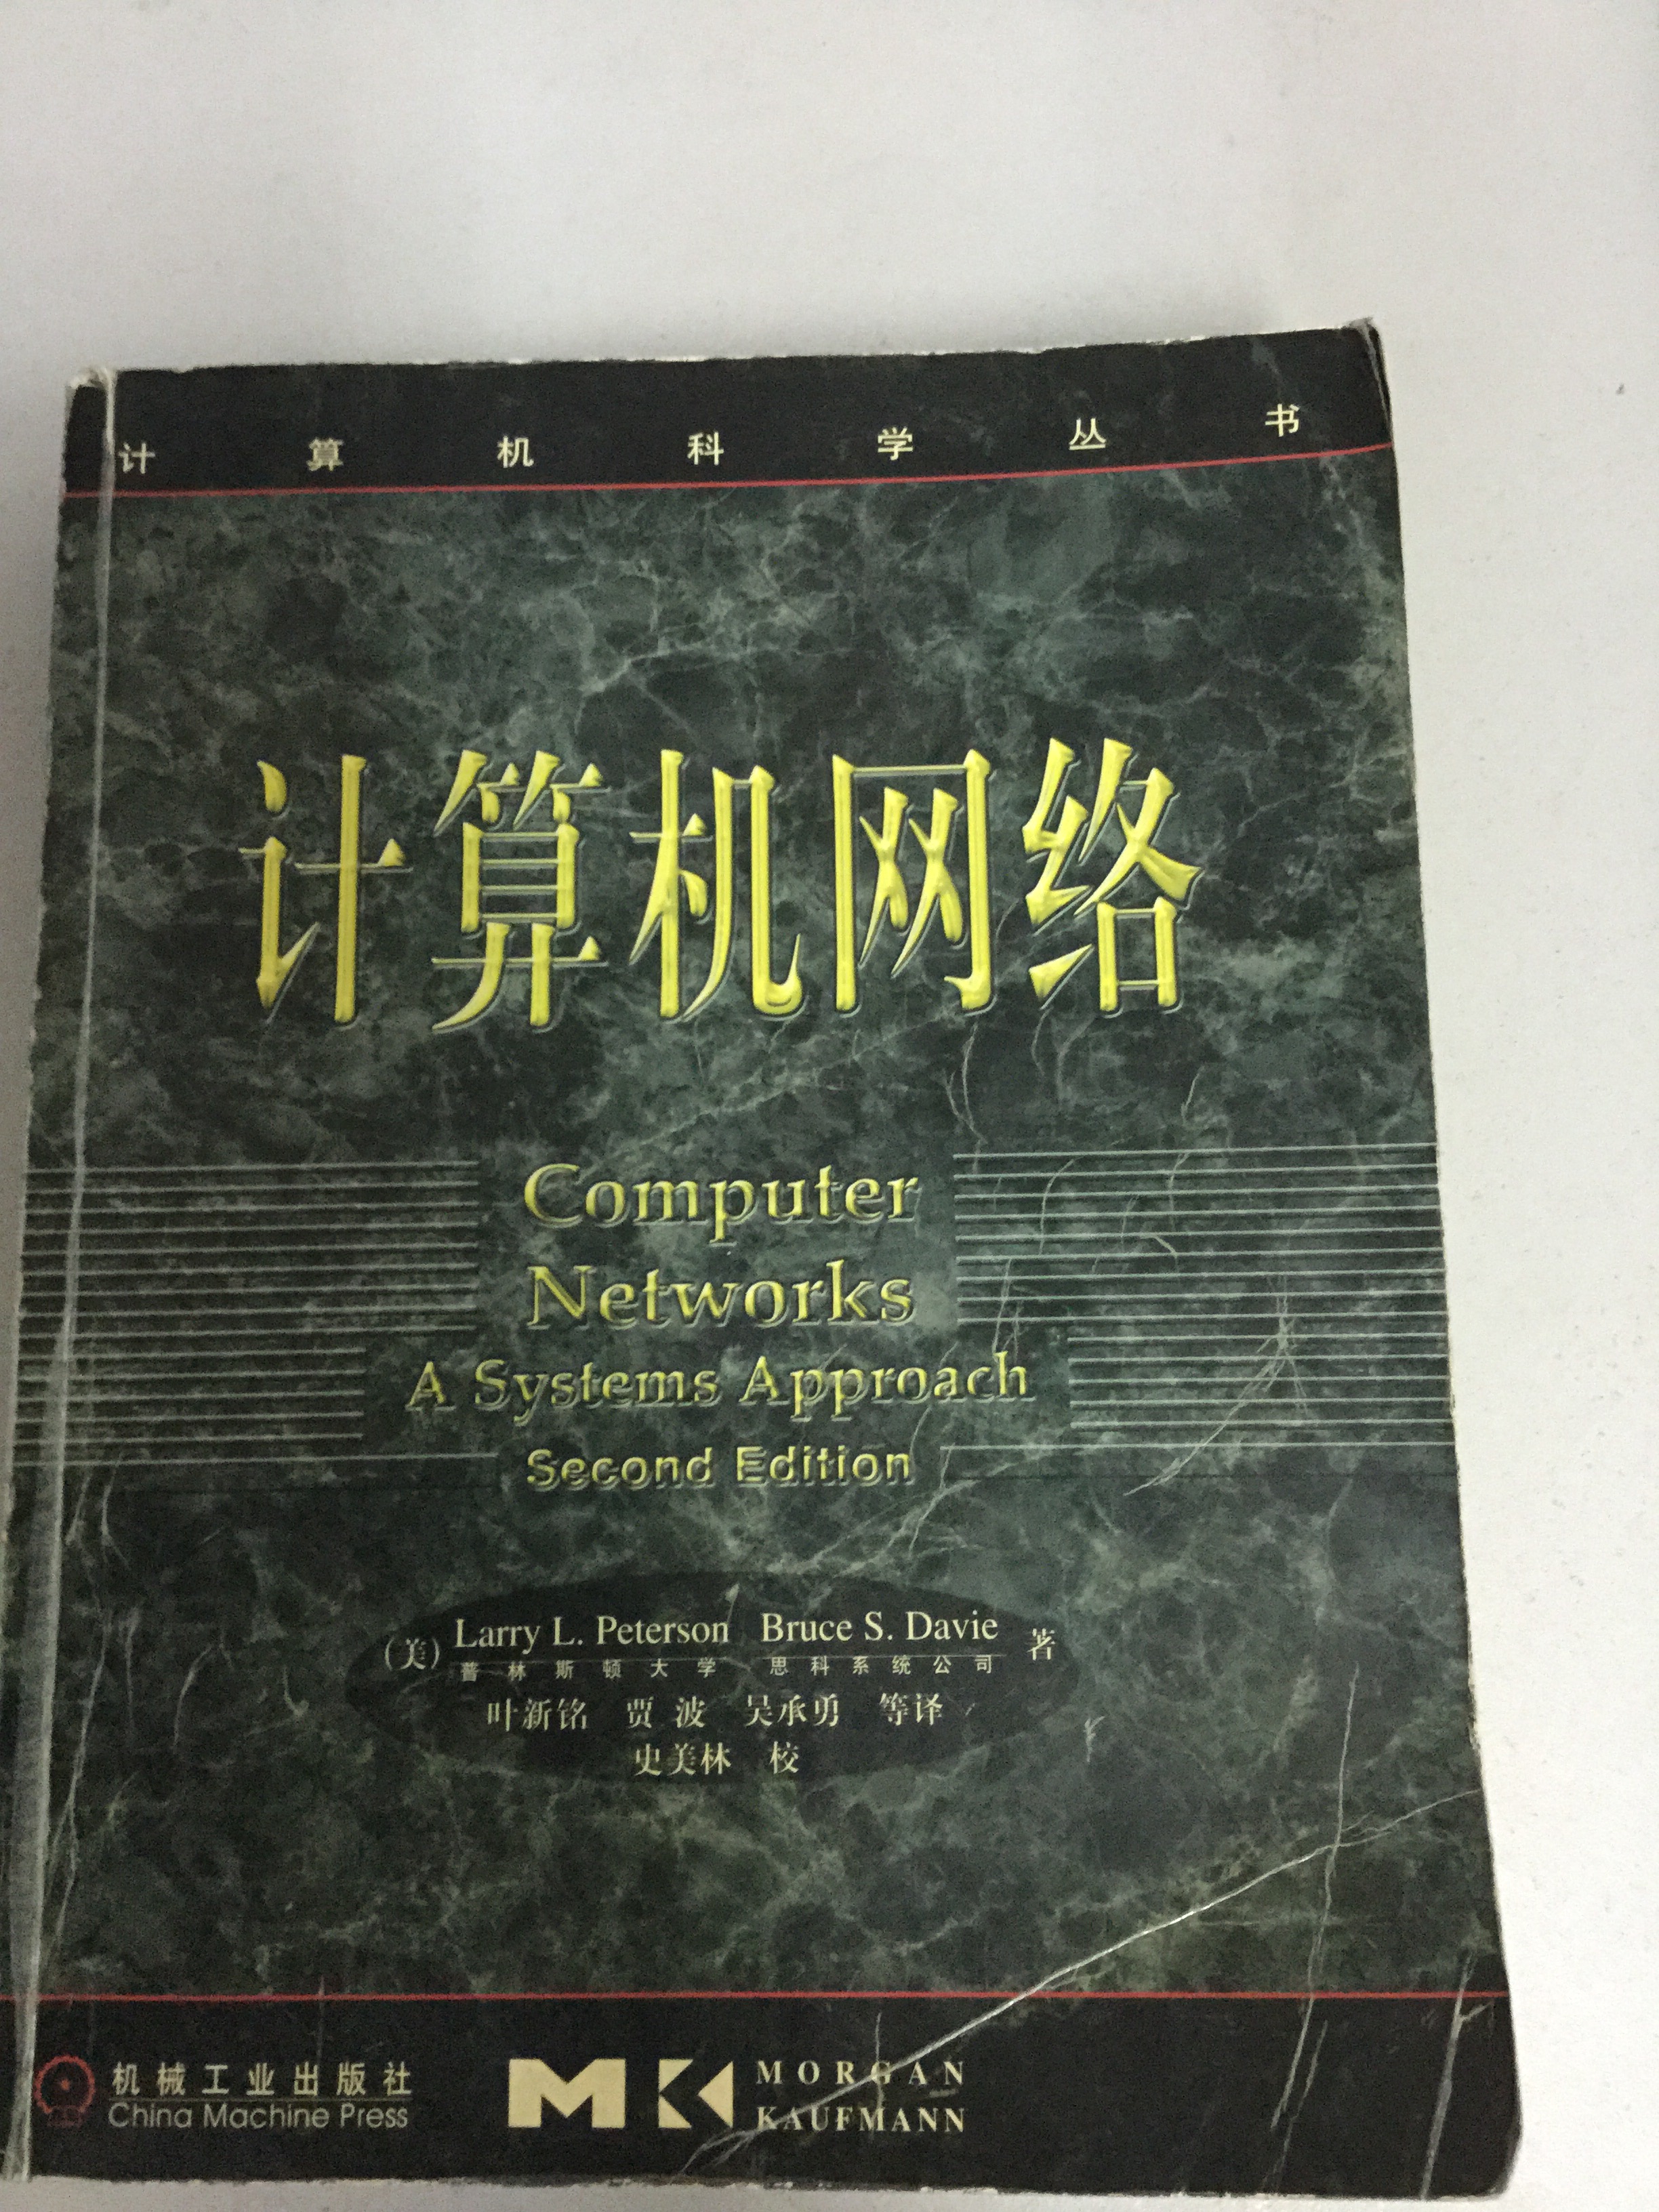 计算机科学丛书
计算机网络
Computer
Networks
A Systems Approach
Second Edition
(美) Larry L. Peterson Bruce S. Davie 著
普林斯顿大学 思科系统公司
叶新铭 贾 波 吴承勇 等译
史美林 校
机械工业出版社
China Machine Press
MK
MORGAN
KAUFMANN